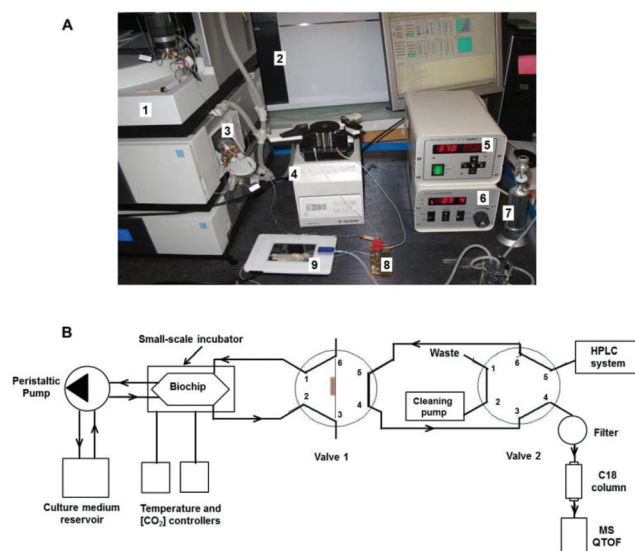 A
1
2
3
4
5
6
7
8
9
B
Small-scale incubator
Peristaltic
Pump
Biochip
Culture medium
reservoir
Temperature and
[CO₂] controllers
1
2
3
4
5
6
Valve 1
Waste
Cleaning
pump
1
2
3
4
5
6
Valve 2
HPLC
system
Filter
C18
column
MS
QTOF